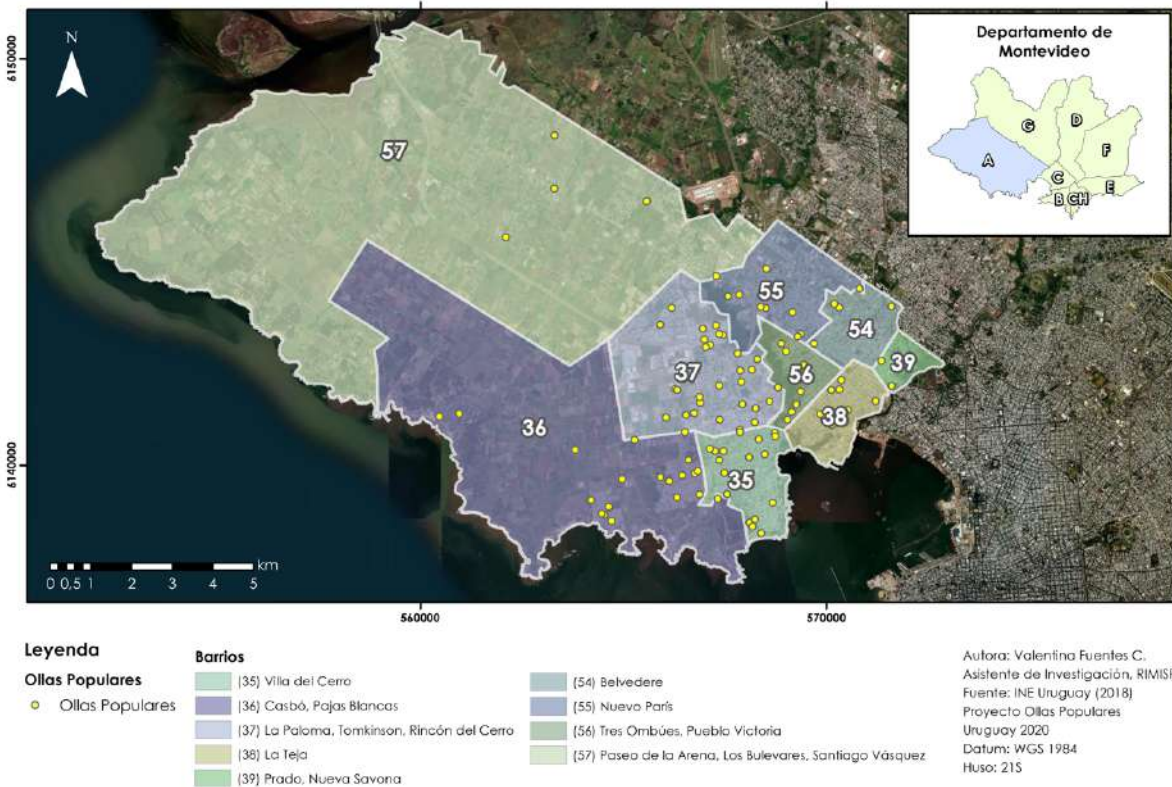 6150000
6140000
N
57
55
54
39
37
56
38
36
35
Departamento de
Montevideo
G
D
F
A
C
E
B
CH
0 0,5 1 2 3 4 5 km
560000
570000
Leyenda
Ollas Populares
Ollas Populares
Barrios
(35) Villa del Cerro
(36) Casbó, Pajas Blancas
(37) La Paloma, Tomkinson, Rincón del Cerro
(38) La Teja
(39) Prado, Nueva Savona
(54) Belvedere
(55) Nuevo París
(56) Tres Ombúes, Pueblo Victoria
(57) Paseo de la Arena, Los Bulevares, Santiago Vásquez
Autora: Valentina Fuentes C.
Asistente de Investigación, RIMISP
Fuente: INE Uruguay (2018)
Proyecto Ollas Populares
Uruguay 2020
Datum: WGS 1984
Huso: 21S